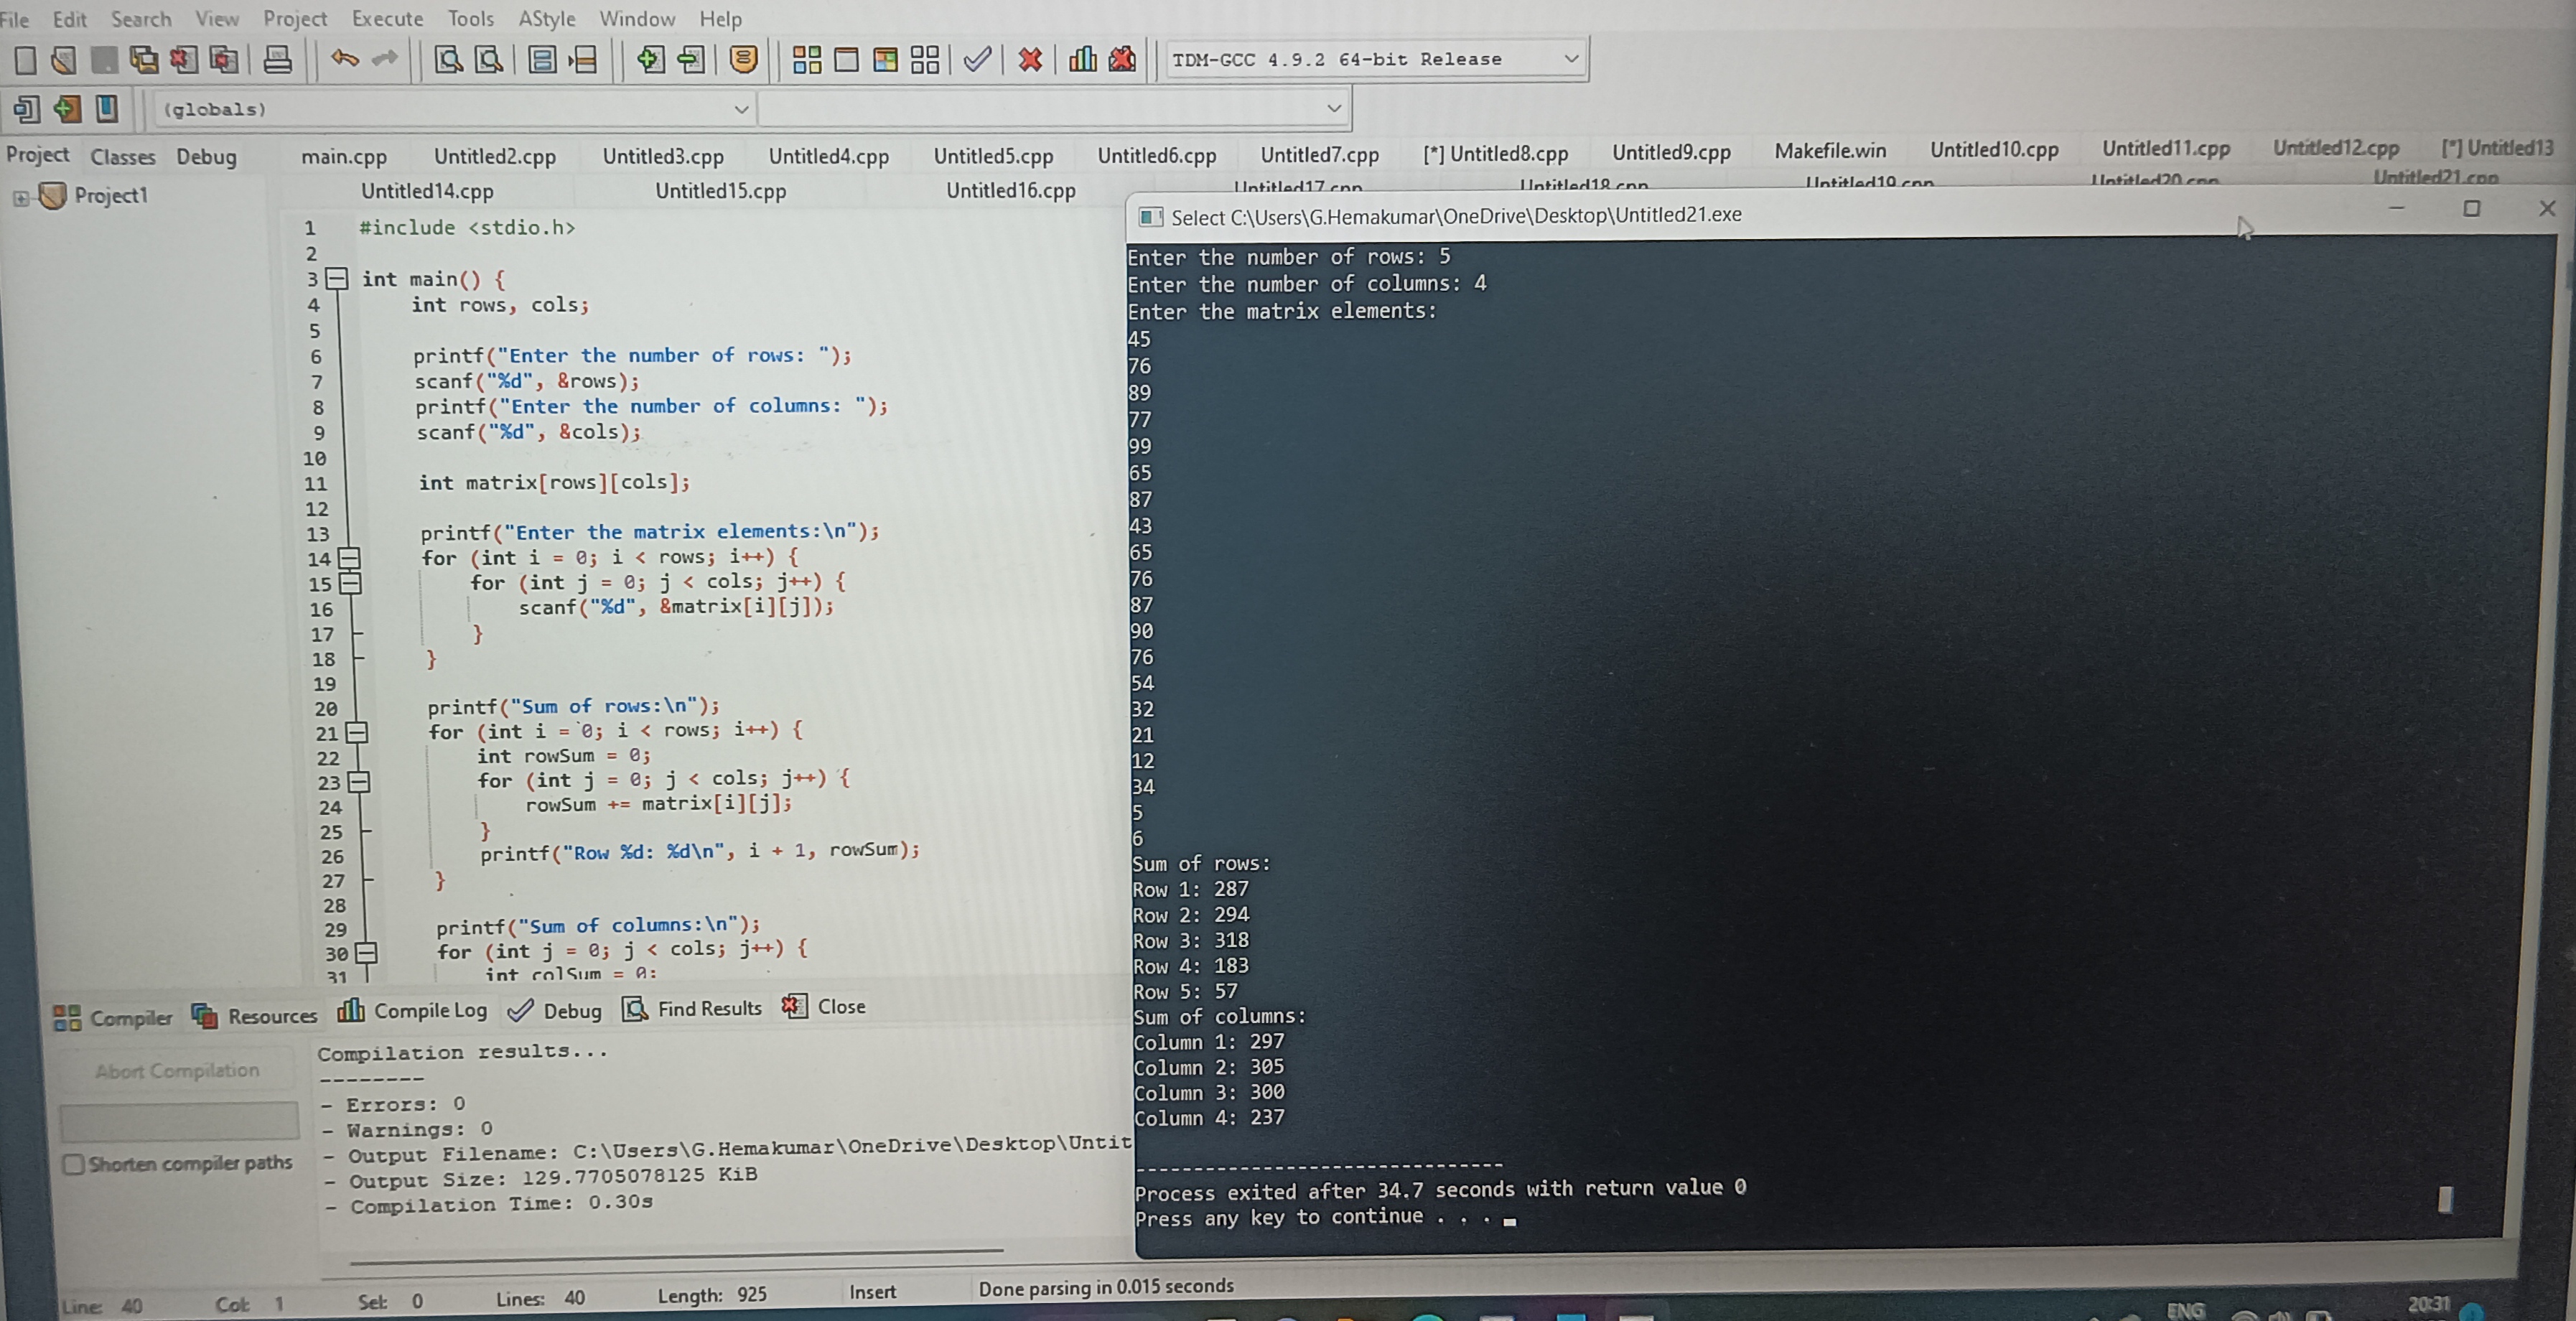 File Edit Search View Project Execute Tools AStyle Window Help
TDM-GCC 4.9.2 64-bit Release
(globals)
Project Classes Debug
main.cpp Untitled2.cpp Untitled3.cpp Untitled4.cpp Untitled5.cpp Untitled6.cpp Untitled7.cpp [*] Untitled8.cpp Untitled9.cpp Makefile.win Untitled10.cpp Untitled11.cpp Untitled12.cpp [*] Untitled13
Untitled14.cpp Untitled15.cpp Untitled16.cpp Untitled17.cpp Untitled18.cpp Untitled19.cpp Untitled20.cpp Untitled21.cpp
Project1
1 #include <stdio.h>
2
3 int main() {
4 int rows, cols;
5
6 printf("Enter the number of rows: ");
7 scanf("%d", &rows);
8 printf("Enter the number of columns: ");
9 scanf("%d", &cols);
10
11 int matrix[rows][cols];
12
13 printf("Enter the matrix elements:\n");
14 for (int i = 0; i < rows; i++) {
15 for (int j = 0; j < cols; j++) {
16 scanf("%d", &matrix[i][j]);
17 }
18 }
19
20 printf("Sum of rows:\n");
21 for (int i = 0; i < rows; i++) {
22 int rowSum = 0;
23 for (int j = 0; j < cols; j++) {
24 rowSum += matrix[i][j];
25 }
26 printf("Row %d: %d\n", i + 1, rowSum);
27 }
28
29 printf("Sum of columns:\n");
30 for (int j = 0; j < cols; j++) {
31 int colSum = 0;
Select C:\Users\G.Hemakumar\OneDrive\Desktop\Untitled21.exe
Enter the number of rows: 5
Enter the number of columns: 4
Enter the matrix elements:
45
76
89
77
99
65
87
43
65
76
87
90
76
54
32
21
12
34
5
6
Sum of rows:
Row 1: 287
Row 2: 294
Row 3: 318
Row 4: 183
Row 5: 57
Sum of columns:
Column 1: 297
Column 2: 305
Column 3: 300
Column 4: 237
--------------------------------
Process exited after 34.7 seconds with return value 0
Press any key to continue . . .
Compiler Resources Compile Log Debug Find Results Close
Abort Compilation
Shorten compiler paths
Compilation results...
--------
- Errors: 0
- Warnings: 0
- Output Filename: C:\Users\G.Hemakumar\OneDrive\Desktop\Untit
- Output Size: 129.7705078125 KiB
- Compilation Time: 0.30s
Line: 40 Col: 1 Sel: 0 Lines: 40 Length: 925 Insert Done parsing in 0.015 seconds
ENG 20:31